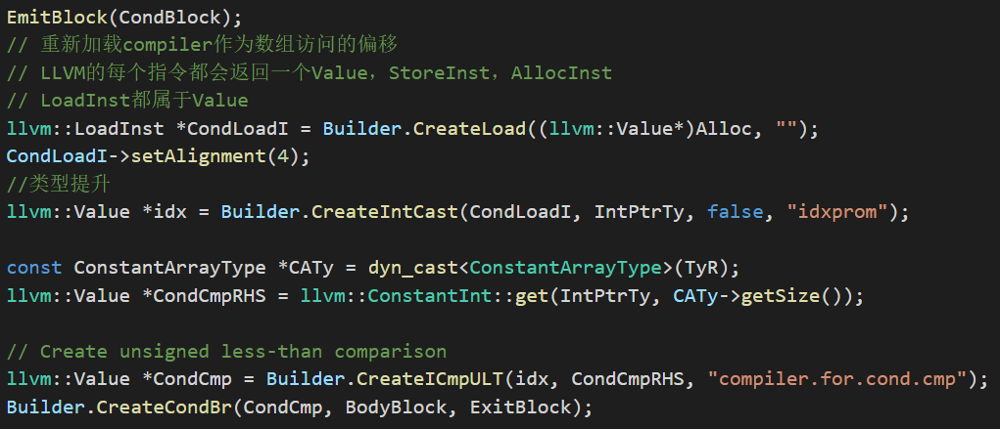 EmitBlock(CondBlock);
// 重新加载compiler作为数组访问的偏移
// LLVM的每个指令都会返回一个Value，StoreInst，AllocInst
// LoadInst都属于Value
llvm::LoadInst *CondLoadI = Builder.CreateLoad((llvm::Value*)Alloc, "");
CondLoadI->setAlignment(4);
//类型提升
llvm::Value *idx = Builder.CreateIntCast(CondLoadI, IntPtrTy, false, "idxprom");
const ConstantArrayType *CATy = dyn_cast<ConstantArrayType>(TyR);
llvm::Value *CondCmpRHS = llvm::ConstantInt::get(IntPtrTy, CATy->getSize());
// Create unsigned less-than comparison
llvm::Value *CondCmp = Builder.CreateICmpULT(idx, CondCmpRHS, "compiler.for.cond.cmp");
Builder.CreateCondBr(CondCmp, BodyBlock, ExitBlock);